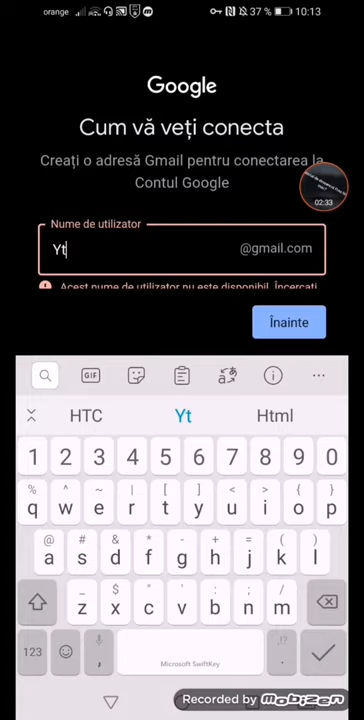 orange 37 % 10:13
Google
Cum vă veți conecta
Creați o adresă Gmail pentru conectarea la
Contul Google
02:33
Nume de utilizator
Yt @gmail.com
Acest nume de utilizator nu este disponibil. Încercați
Înainte
GIF
HTC Yt Html
1 2 3 4 5 6 7 8 9 0
% ^ ~ | [ ] < > { }
q w e r t y u i o p
@ # & * - + = ( )
a s d f g h j k l
_ $ " ' : ; /
z x c v b n m
123 , Microsoft SwiftKey . ,!?
Recorded by mobizen